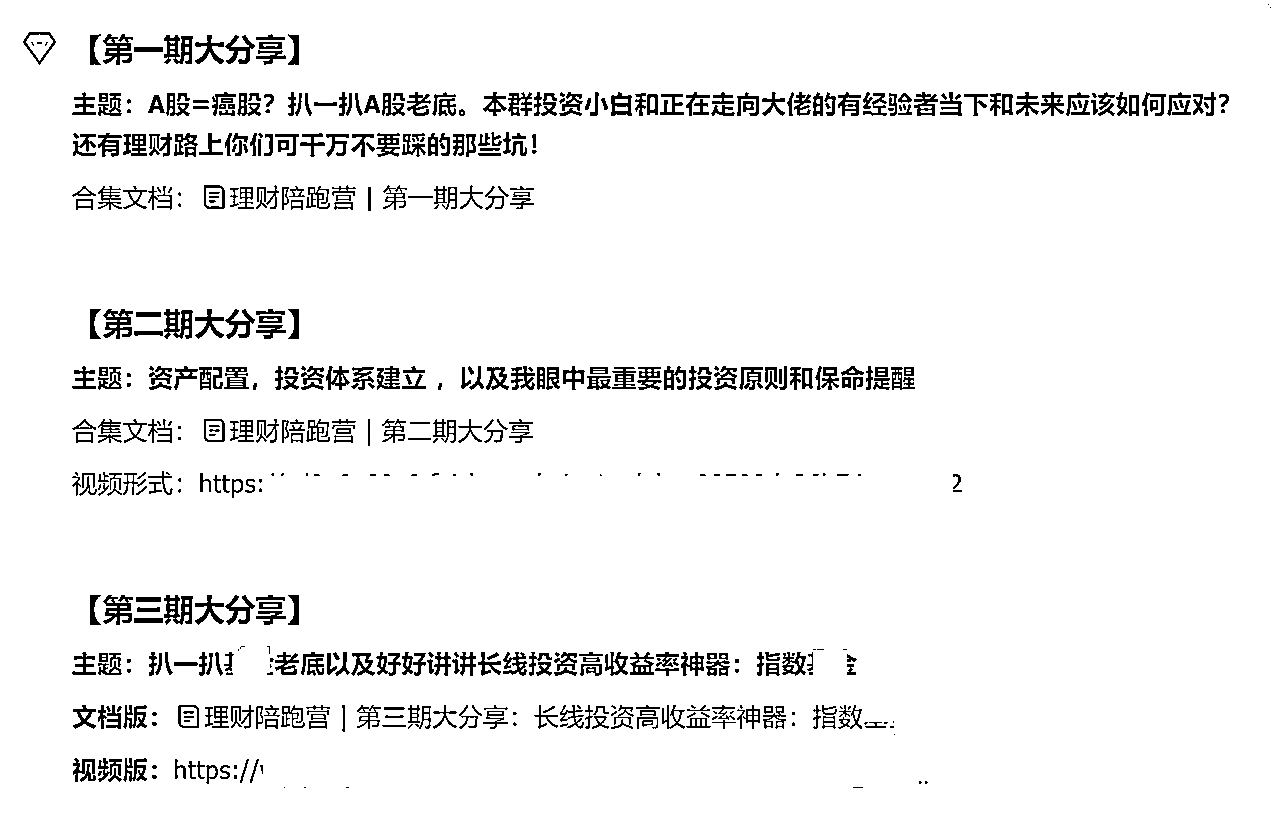 【第一期大分享】
主题：A股=癌股？扒一扒A股老底。本群投资小白和正在走向大佬的有经验者当下和未来应该如何应对？
还有理财路上你们可千万不要踩的那些坑！
合集文档：理财陪跑营 | 第一期大分享
【第二期大分享】
主题：资产配置，投资体系建立 ，以及我眼中最重要的投资原则和保命提醒
合集文档：理财陪跑营 | 第二期大分享
视频形式：https: 2
【第三期大分享】
主题：扒一扒 老底以及好好讲讲长线投资高收益率神器：指数
文档版：理财陪跑营 | 第三期大分享：长线投资高收益率神器：指数
视频版：https://